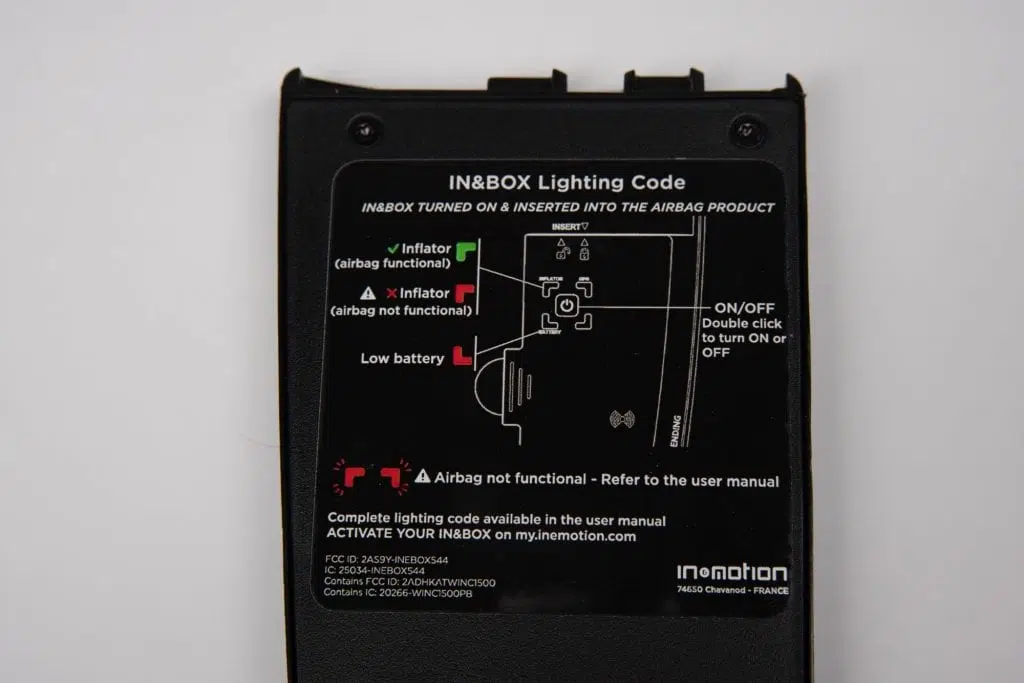 IN&BOX Lighting Code
IN&BOX TURNED ON & INSERTED INTO THE AIRBAG PRODUCT
INSERT
Inflator
(airbag functional)
INFLATOR
GPS
Inflator
(airbag not functional)
ON/OFF
Double click
to turn ON or
OFF
BATTERY
Low battery
ENDING
Airbag not functional - Refer to the user manual
Complete lighting code available in the user manual
ACTIVATE YOUR IN&BOX on my.inemotion.com
FCC ID: 2AS9Y-INEBOX544
IC: 25034-INEBOX544
Contains FCC ID: 2ADHKATWINC1500
Contains IC: 20266-WINC1500PB
in&motion
74650 Chavanod - FRANCE